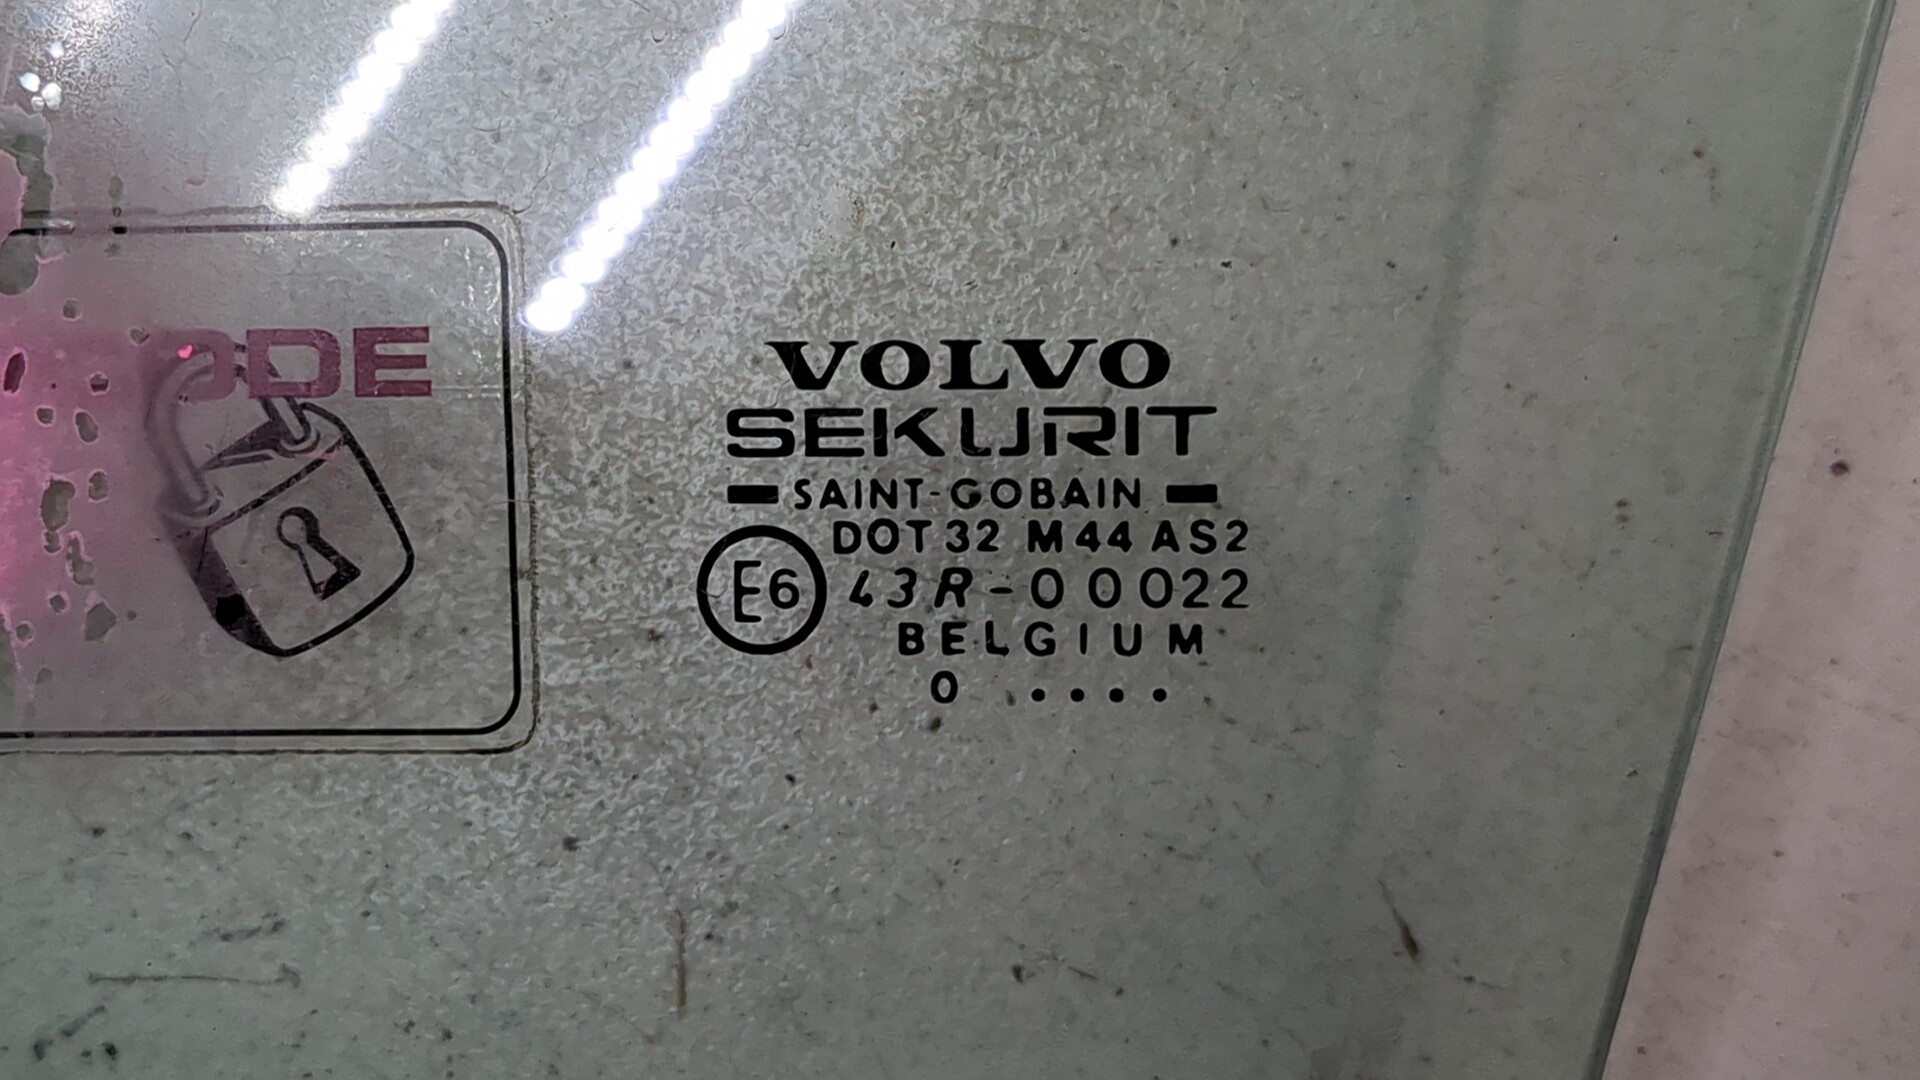 VOLVO
SEKURIT
SAINT-GOBAIN
DOT 32 M44 AS2
E6 43R-00022
BELGIUM
0 ....